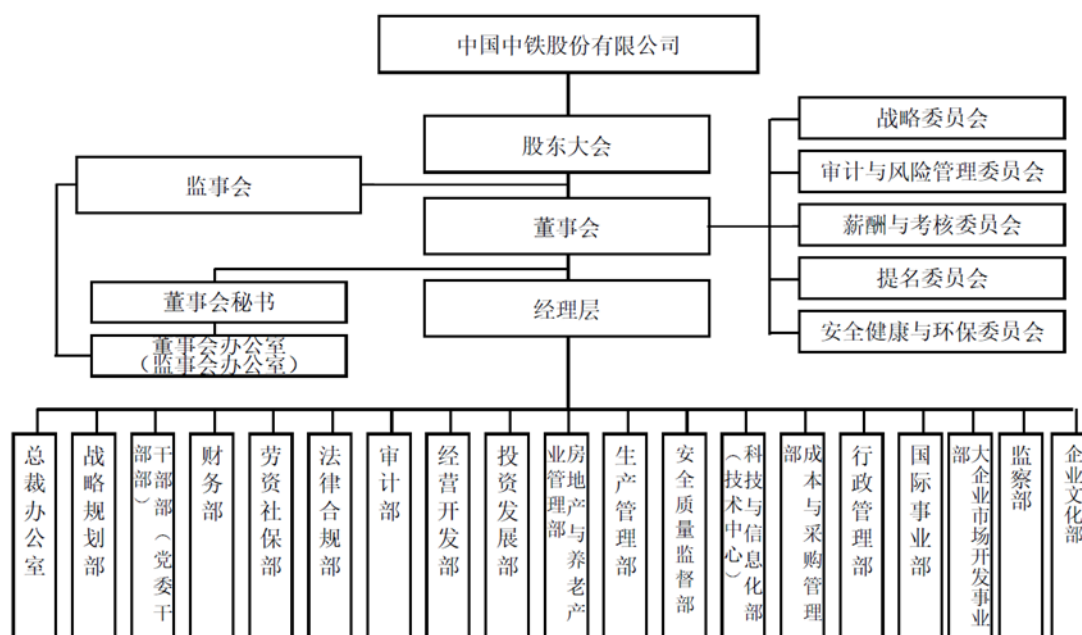 中国中铁股份有限公司
股东大会
监事会
董事会
战略委员会
审计与风险管理委员会
薪酬与考核委员会
提名委员会
安全健康与环保委员会
董事会秘书
董事会办公室
（监事会办公室）
经理层
总裁办公室
战略规划部
干部部（党委干
部部）
财务部
劳资社保部
法律合规部
审计部
经营开发部
投资发展部
房地产与养老产
业管理部
生产管理部
安全质量监督部
科技与信息化部
（技术中心）
成本与采购管理
部
行政管理部
国际事业部
大企业市场开发事业
部
监察部
企业文化部